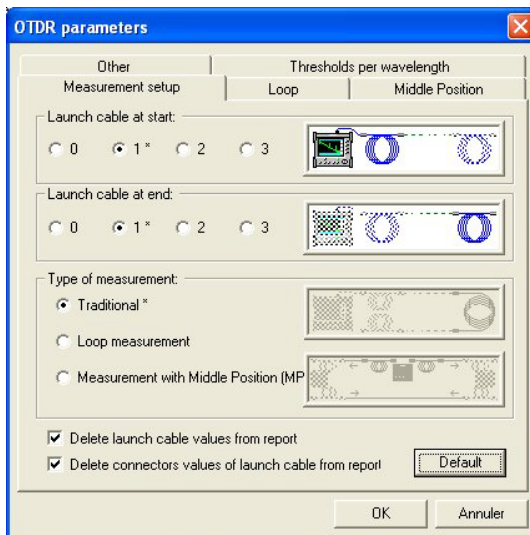 OTDR parameters
Other
Thresholds per wavelength
Measurement setup
Loop
Middle Position
Launch cable at start:
0 1 * 2 3
Launch cable at end:
0 1 * 2 3
Type of measurement:
Traditional *
Loop measurement
Measurement with Middle Position (MP
Delete launch cable values from report
Delete connectors values of launch cable from report
Default
OK
Annuler